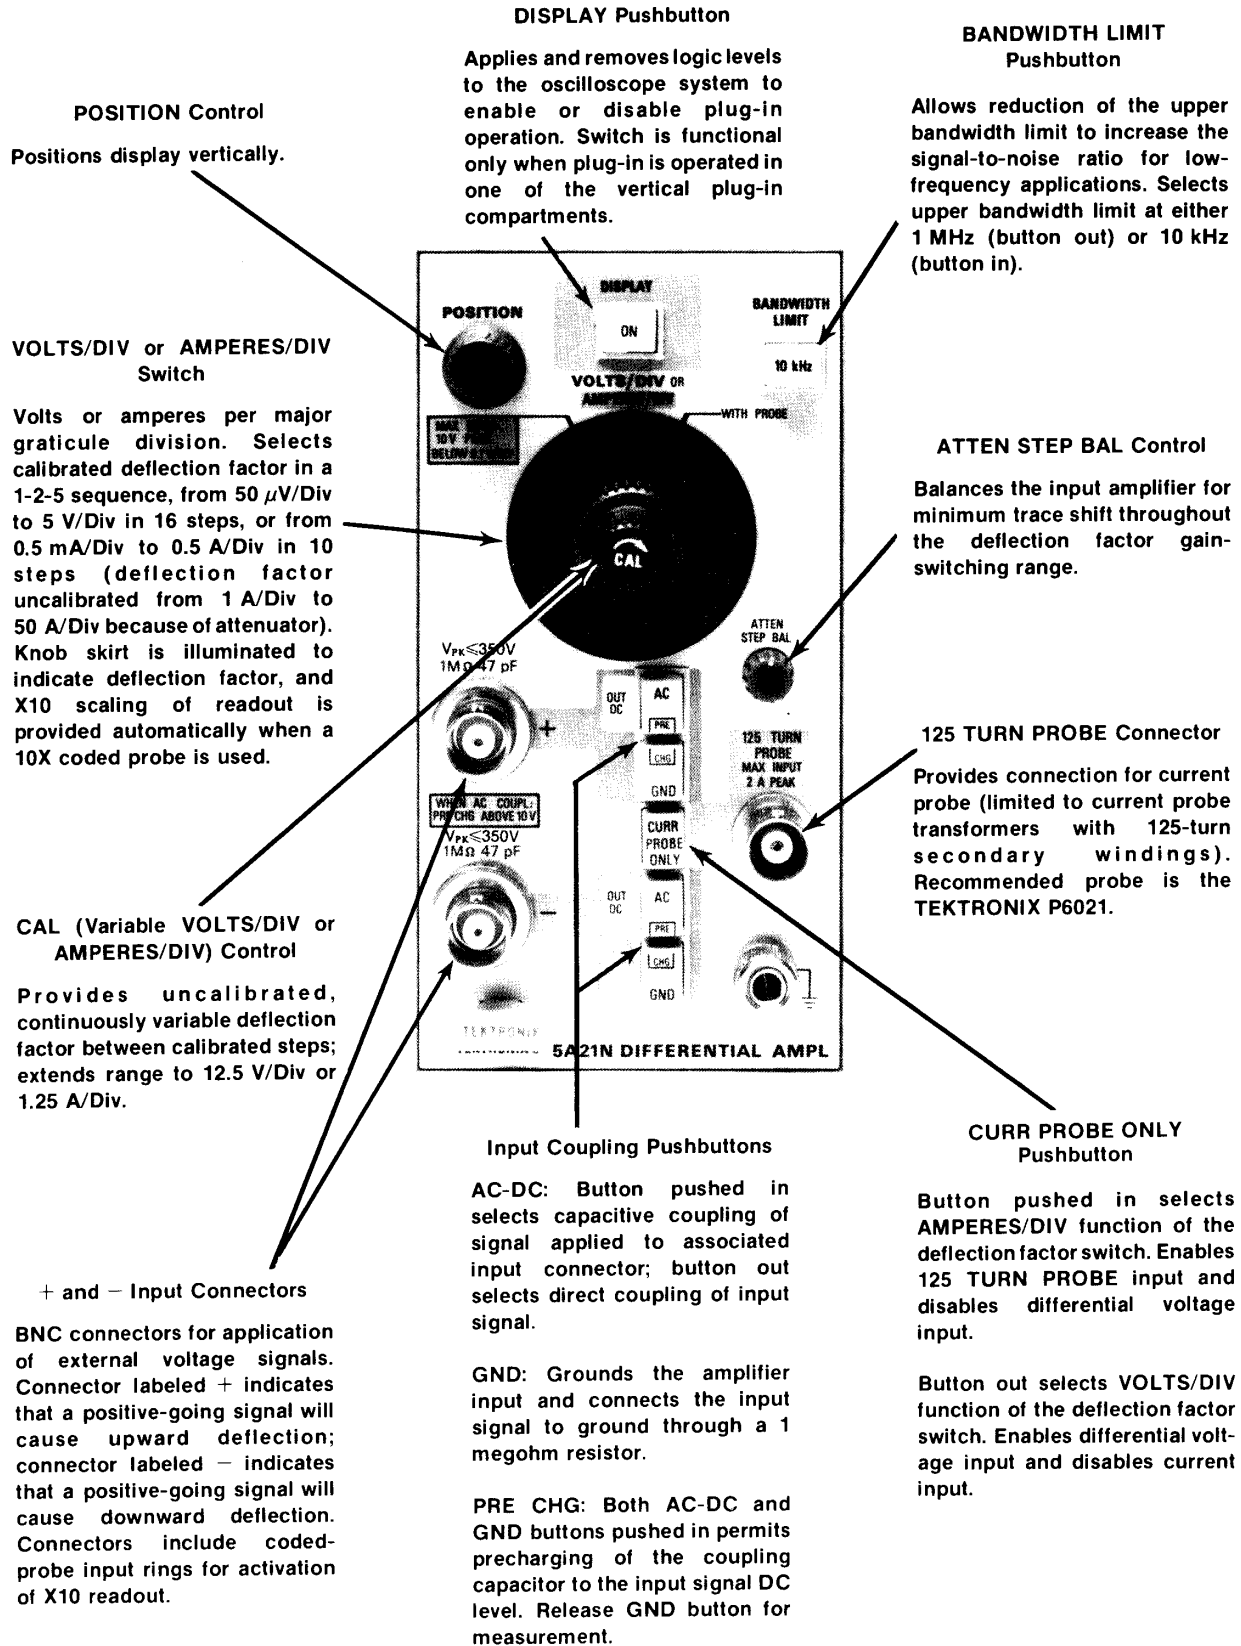 DISPLAY Pushbutton
Applies and removes logic levels
to the oscilloscope system to
enable or disable plug-in
operation. Switch is functional
only when plug-in is operated in
one of the vertical plug-in
compartments.
BANDWIDTH LIMIT
Pushbutton
Allows reduction of the upper
bandwidth limit to increase the
signal-to-noise ratio for low-
frequency applications. Selects
upper bandwidth limit at either
1 MHz (button out) or 10 kHz
(button in).
POSITION Control
Positions display vertically.
VOLTS/DIV or AMPERES/DIV
Switch
Volts or amperes per major
graticule division. Selects
calibrated deflection factor in a
1-2-5 sequence, from 50 μV/Div
to 5 V/Div in 16 steps, or from
0.5 mA/Div to 0.5 A/Div in 10
steps (deflection factor
uncalibrated from 1 A/Div to
50 A/Div because of attenuator).
Knob skirt is illuminated to
indicate deflection factor, and
X10 scaling of readout is
provided automatically when a
10X coded probe is used.
CAL (Variable VOLTS/DIV or
AMPERES/DIV) Control
Provides uncalibrated,
continuously variable deflection
factor between calibrated steps;
extends range to 12.5 V/Div or
1.25 A/Div.
+ and − Input Connectors
BNC connectors for application
of external voltage signals.
Connector labeled + indicates
that a positive-going signal will
cause upward deflection;
connector labeled − indicates
that a positive-going signal will
cause downward deflection.
Connectors include coded-
probe input rings for activation
of X10 readout.
DISPLAY
ON
POSITION
BANDWIDTH
LIMIT
10 kHz
VOLTS/DIV OR
WITH PROBE
MAX
10 V
BELOW
CAL
ATTEN
STEP BAL
VPK≤350V
1MΩ 47 pF
+
OUT
DC
AC
PRE
CHG
GND
125 TURN
PROBE
MAX INPUT
2 A PEAK
WHEN AC COUPL:
PRE CHG ABOVE 10V
VPK≤350V
1MΩ 47 pF
−
CURR
PROBE
ONLY
OUT
DC
AC
PRE
CHG
GND
TEKTRONIX
5A21N DIFFERENTIAL AMPL
ATTEN STEP BAL Control
Balances the input amplifier for
minimum trace shift throughout
the deflection factor gain-
switching range.
125 TURN PROBE Connector
Provides connection for current
probe (limited to current probe
transformers with 125-turn
secondary windings).
Recommended probe is the
TEKTRONIX P6021.
Input Coupling Pushbuttons
AC-DC: Button pushed in
selects capacitive coupling of
signal applied to associated
input connector; button out
selects direct coupling of input
signal.
GND: Grounds the amplifier
input and connects the input
signal to ground through a 1
megohm resistor.
PRE CHG: Both AC-DC and
GND buttons pushed in permits
precharging of the coupling
capacitor to the input signal DC
level. Release GND button for
measurement.
CURR PROBE ONLY
Pushbutton
Button pushed in selects
AMPERES/DIV function of the
deflection factor switch. Enables
125 TURN PROBE input and
disables differential voltage
input.
Button out selects VOLTS/DIV
function of the deflection factor
switch. Enables differential volt-
age input and disables current
input.